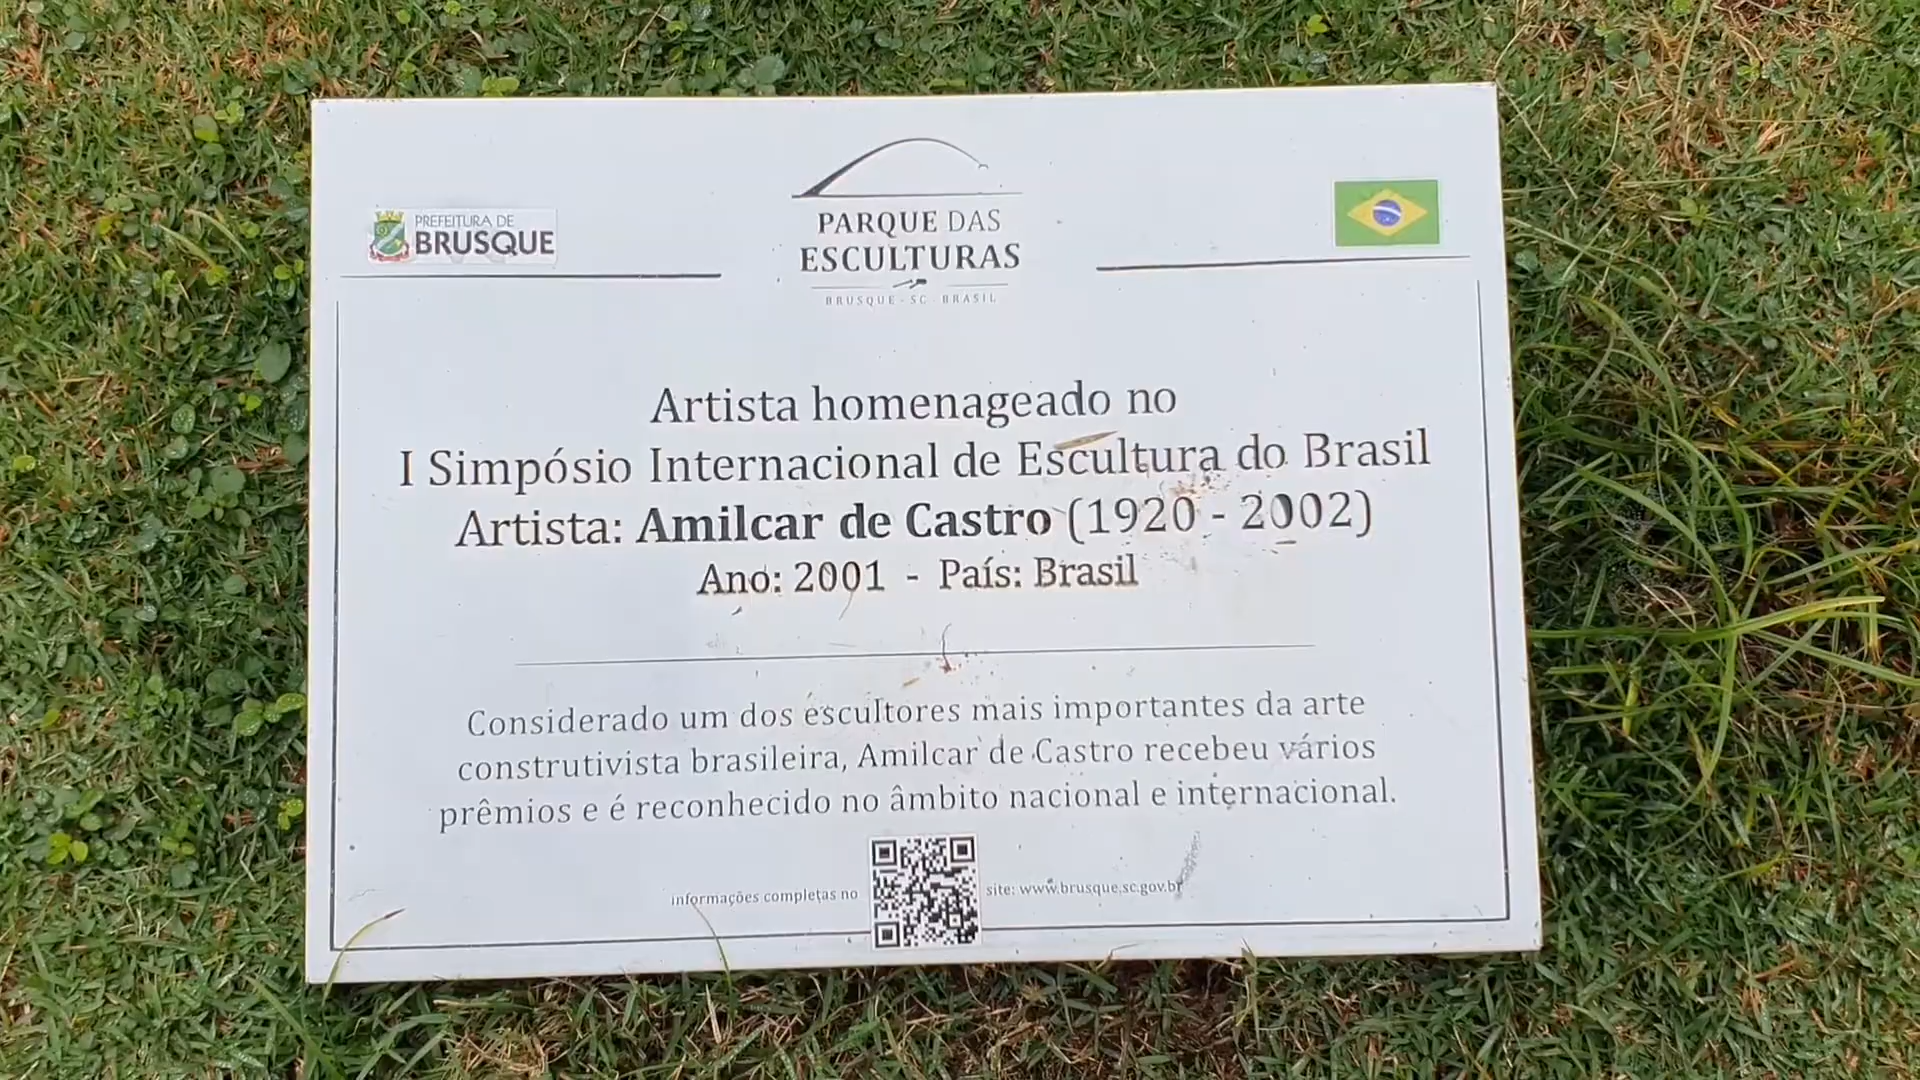 PREFEITURA DE
BRUSQUE
PARQUE DAS
ESCULTURAS
BRUSQUE - SC - BRASIL
Artista homenageado no
I Simpósio Internacional de Escultura do Brasil
Artista: Amilcar de Castro (1920 - 2002)
Ano: 2001 - País: Brasil
Considerado um dos escultores mais importantes da arte
construtivista brasileira, Amilcar de Castro recebeu vários
prêmios e é reconhecido no âmbito nacional e internacional.
informações completas no site: www.brusque.sc.gov.br